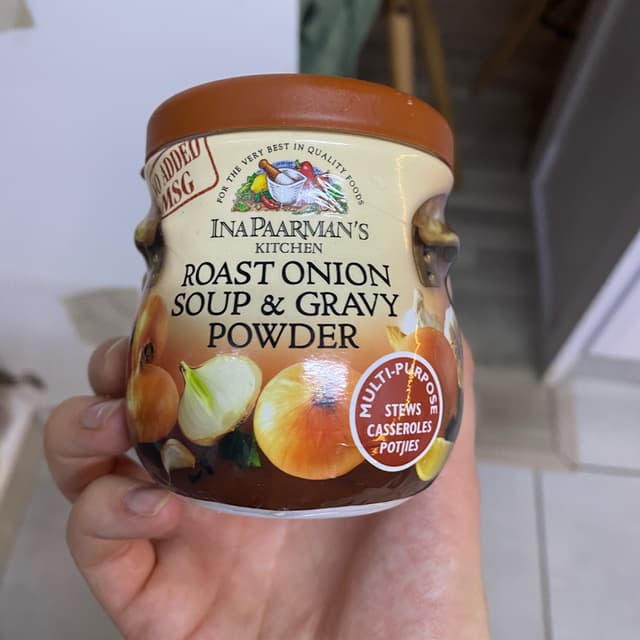 NO ADDED
MSG
FOR THE VERY BEST IN QUALITY FOODS
INA PAARMAN'S
KITCHEN
ROAST ONION
SOUP & GRAVY
POWDER
MULTI-PURPOSE
STEWS
CASSEROLES
POTJIES